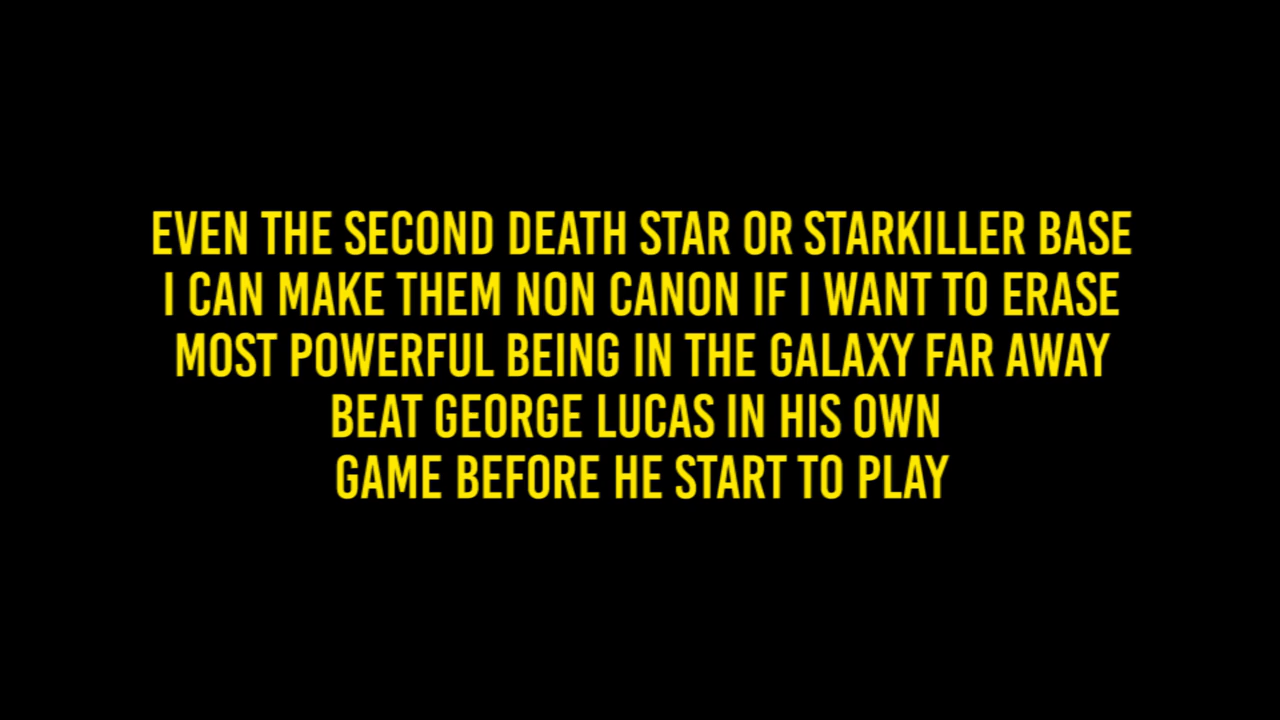 EVEN THE SECOND DEATH STAR OR STARKILLER BASE
I CAN MAKE THEM NON CANON IF I WANT TO ERASE
MOST POWERFUL BEING IN THE GALAXY FAR AWAY
BEAT GEORGE LUCAS IN HIS OWN
GAME BEFORE HE START TO PLAY